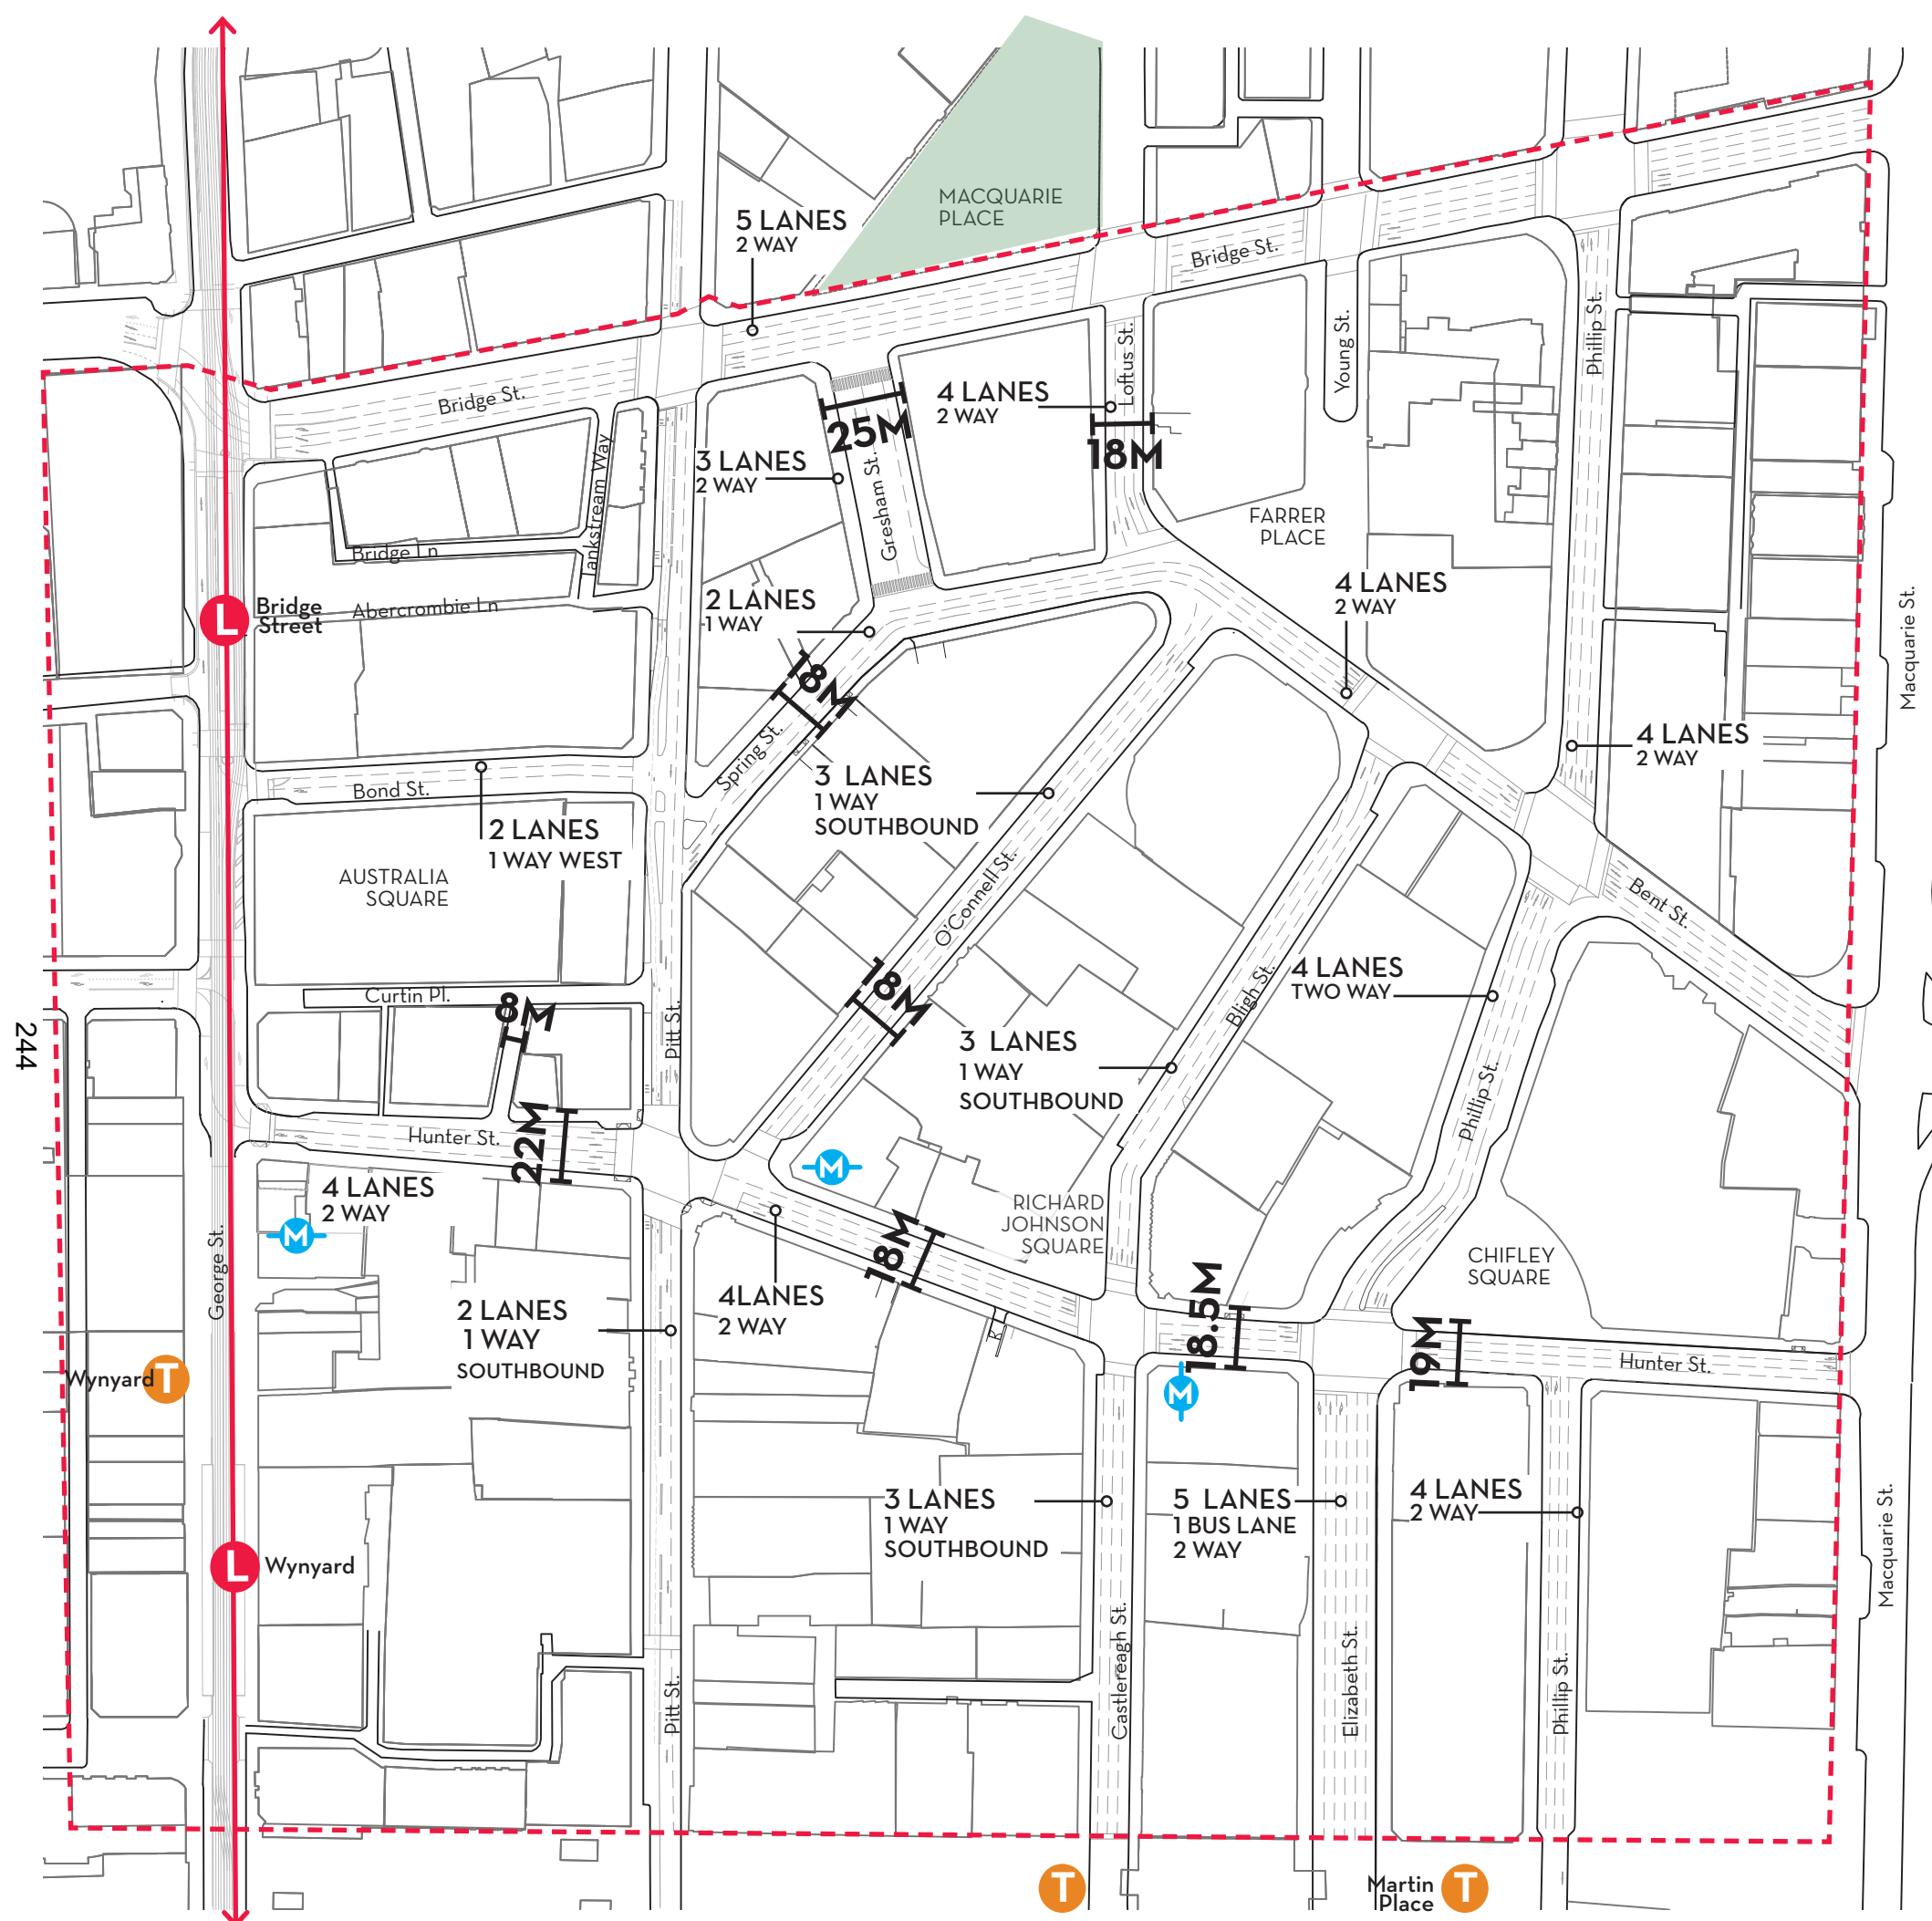 MACQUARIE
PLACE
5 LANES
2 WAY
Bridge St.
Bridge St.
Loftus St.
Young St.
Phillip St.
4 LANES
2 WAY
25M
18M
3 LANES
2 WAY
Gresham St.
Tankstream Way
Bridge Ln
FARRER
PLACE
Bridge
Street
L
Abercrombie Ln
2 LANES
1 WAY
4 LANES
2 WAY
Macquarie St.
18M
Spring St.
4 LANES
2 WAY
Bond St.
3 LANES
1 WAY
SOUTHBOUND
2 LANES
1 WAY WEST
AUSTRALIA
SQUARE
O'Connell St.
Bent St.
Curtin Pl.
8M
Pitt St.
18M
Bligh St.
4 LANES
TWO WAY
244
3 LANES
1 WAY
SOUTHBOUND
Phillip St.
Hunter St.
22M
M
4 LANES
2 WAY
M
George St.
RICHARD
JOHNSON
SQUARE
18M
CHIFLEY
SQUARE
2 LANES
1 WAY
SOUTHBOUND
4LANES
2 WAY
18.5M
19M
Hunter St.
Wynyard
T
M
3 LANES
1 WAY
SOUTHBOUND
5 LANES
1 BUS LANE
2 WAY
4 LANES
2 WAY
L
Wynyard
Macquarie St.
Pitt St.
Castlereagh St.
Elizabeth St.
Phillip St.
T
Martin
Place
T